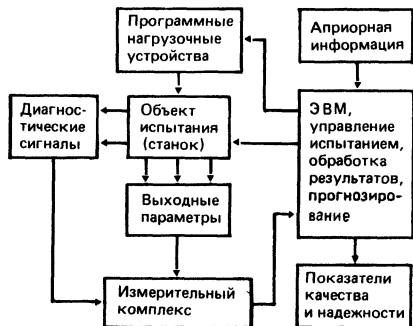 Программные
нагрузочные
устройства
Априорная
информация
Диагнос-
тические
сигналы
Объект
испытания
(станок)
ЭВМ,
управление
испытанием,
обработка
результатов,
прогнозиро-
вание
Выходные
параметры
Измерительный
комплекс
Показатели
качества
и надежности